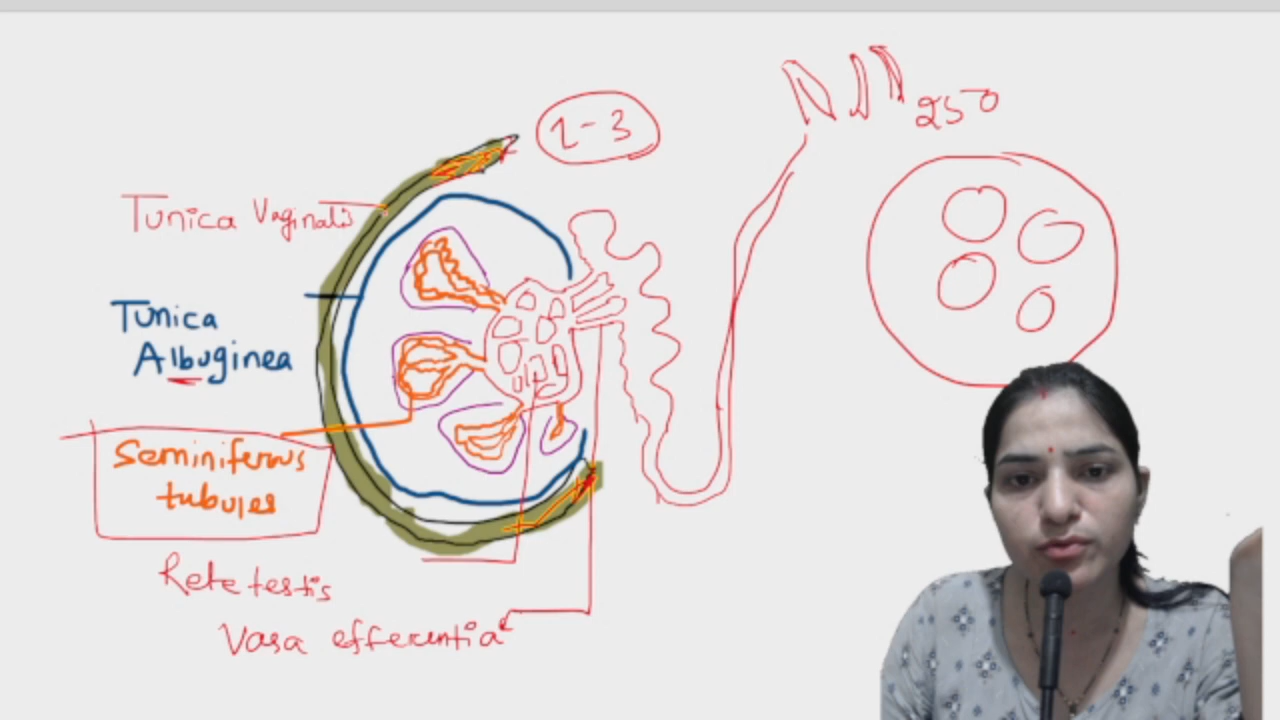 1-3
250
Tunica Vaginalis
Tunica
Albuginea
Seminiferous
tubules
Rete testis
Vasa efferentia